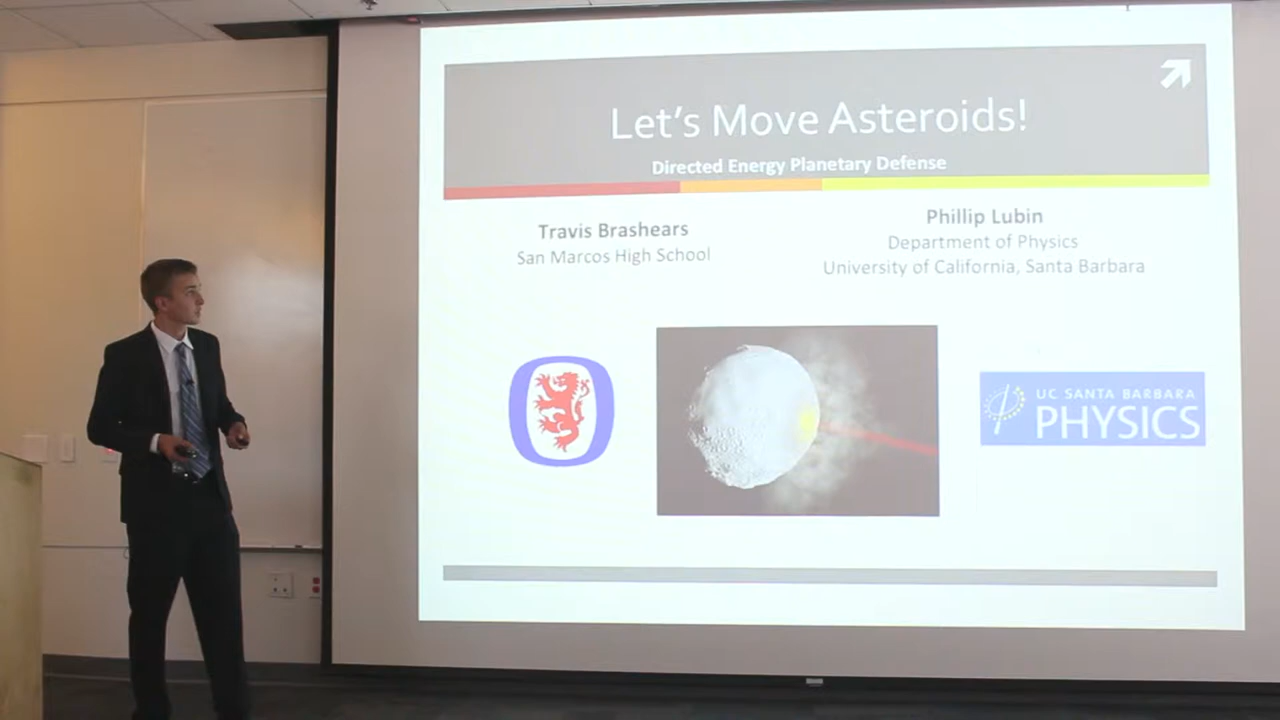 Let's Move Asteroids!
Directed Energy Planetary Defense
Travis Brashears
San Marcos High School
Phillip Lubin
Department of Physics
University of California, Santa Barbara
UC SANTA BARBARA
PHYSICS